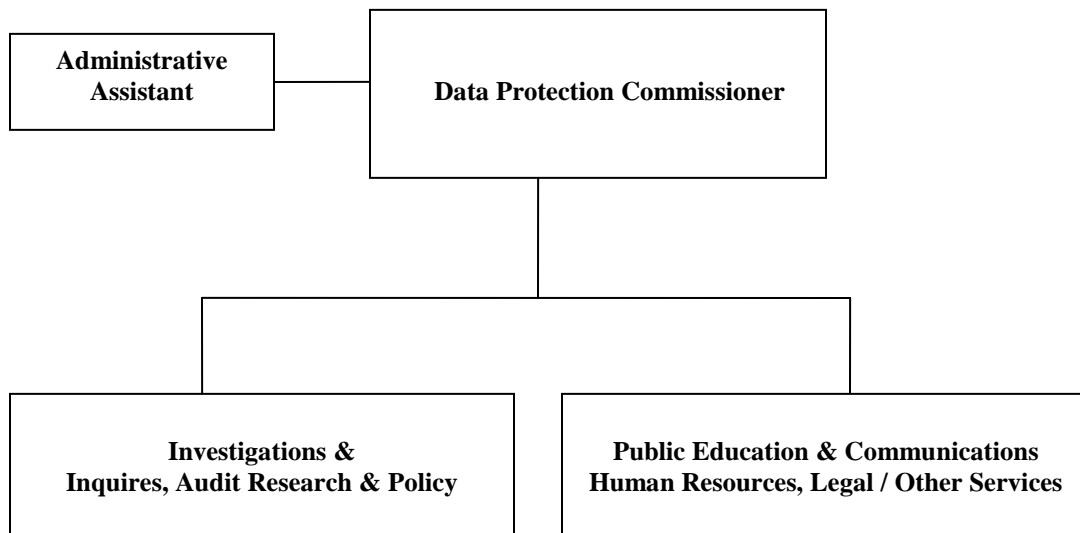 Administrative
Assistant
Data Protection Commissioner
Investigations &
Inquires, Audit Research & Policy
Public Education & Communications
Human Resources, Legal / Other Services